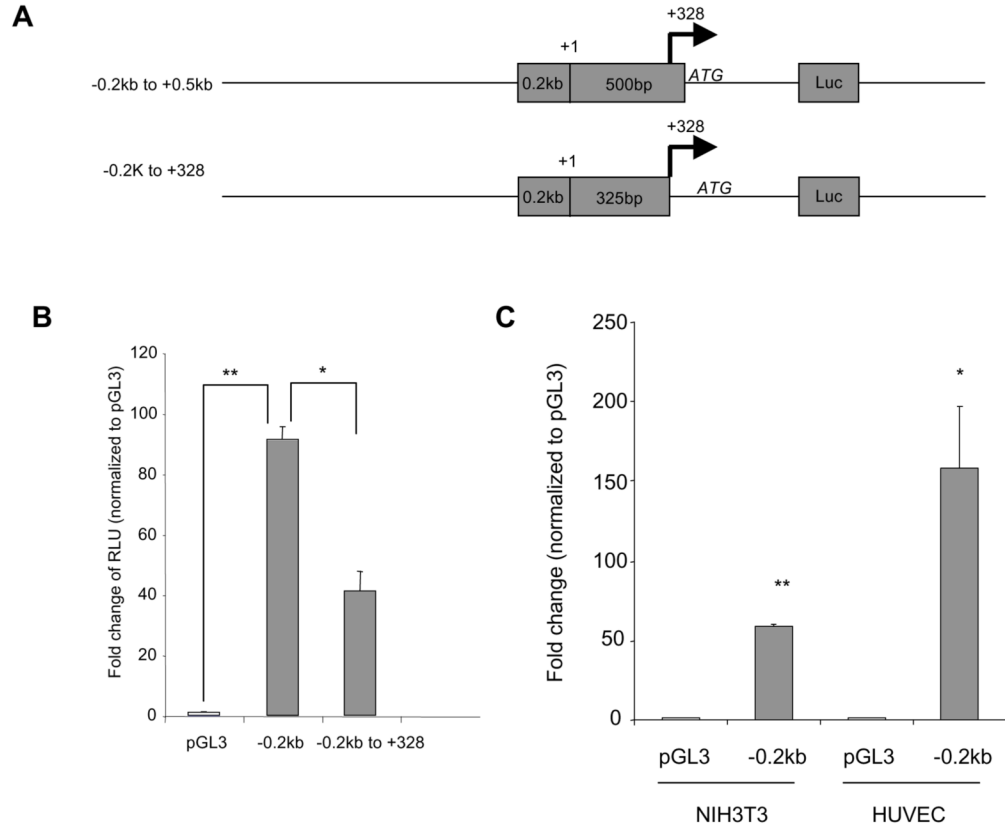 A
+328
+1
-0.2kb to +0.5kb
0.2kb
500bp
ATG
Luc
+328
+1
-0.2K to +328
0.2kb
325bp
ATG
Luc
B
Fold change of RLU (normalized to pGL3)
120
100
80
60
40
20
0
**
*
pGL3
-0.2kb
-0.2kb to +328
C
Fold change (normalized to pGL3)
250
200
150
100
50
0
**
*
pGL3
-0.2kb
pGL3
-0.2kb
NIH3T3
HUVEC